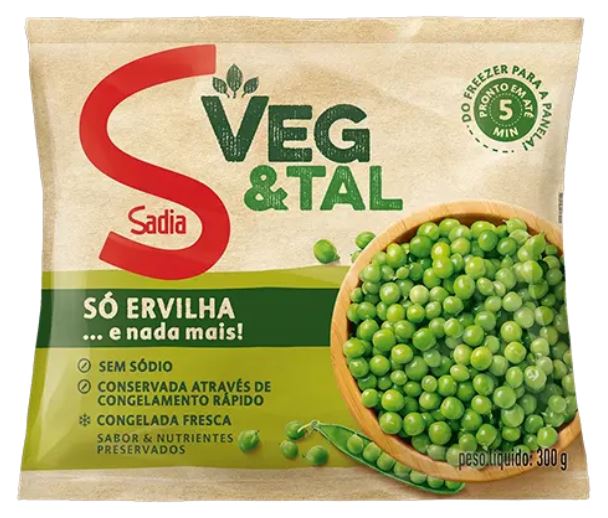 VEG
&TAL
Sadia
DO FREEZER PARA A PANELA!
PRONTO EM ATÉ
5
MIN
SÓ ERVILHA
... e nada mais!
SEM SÓDIO
CONSERVADA ATRAVÉS DE
CONGELAMENTO RÁPIDO
CONGELADA FRESCA
SABOR & NUTRIENTES
PRESERVADOS
peso líquido: 300 g